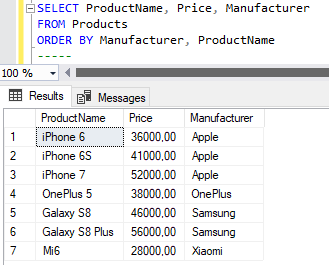 SELECT ProductName, Price, Manufacturer
FROM Products
ORDER BY Manufacturer, ProductName
-----
100 %
Results Messages
ProductName Price Manufacturer
1 iPhone 6 36000,00 Apple
2 iPhone 6S 41000,00 Apple
3 iPhone 7 52000,00 Apple
4 OnePlus 5 38000,00 OnePlus
5 Galaxy S8 46000,00 Samsung
6 Galaxy S8 Plus 56000,00 Samsung
7 Mi6 28000,00 Xiaomi